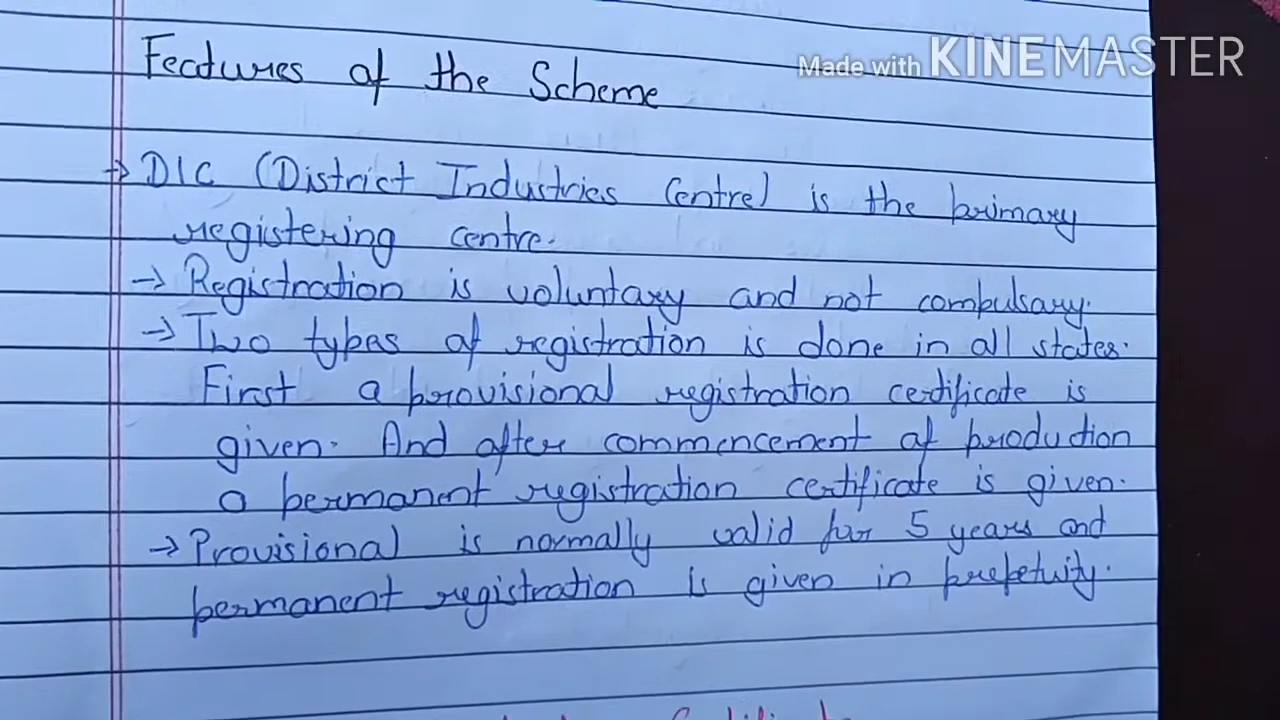 Made with KINEMASTER
Features of the Scheme
→ DIC (District Industries Centre) is the primary
registering centre.
→ Registration is voluntary and not compulsary.
→ Two types of registration is done in all states.
First a provisional registration certificate is
given. And after commencement of production
a permanent registration certificate is given.
→ Provisional is normally valid for 5 years and
permanent registration is given in prepetuity.